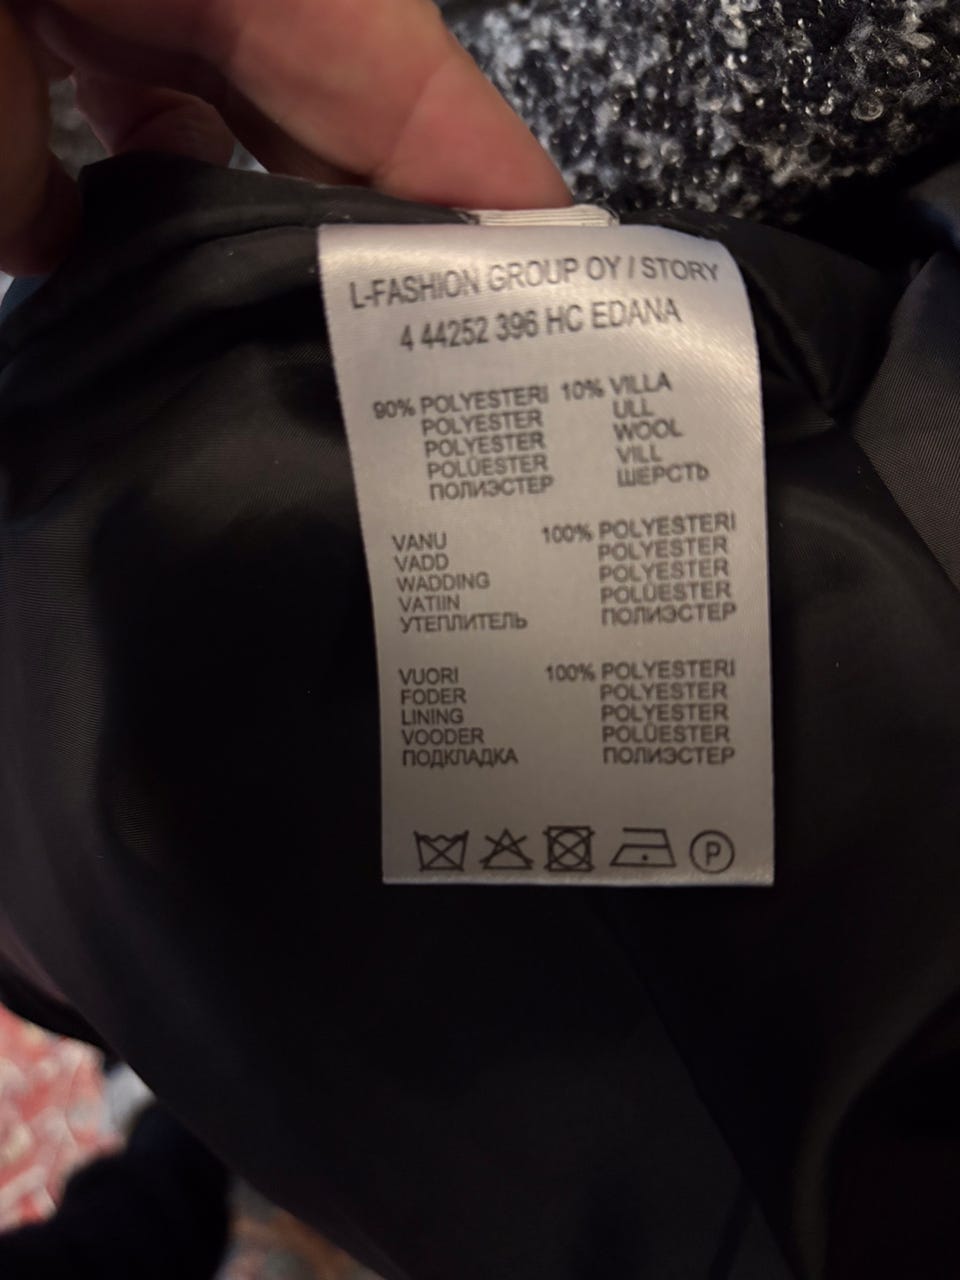 L-FASHION GROUP OY / STORY
4 44252 396 HC EDANA
90% POLYESTERI 10% VILLA
POLYESTER ULL
POLYESTER WOOL
POLÜESTER VILL
ПОЛИЭСТЕР ШЕРСТЬ
VANU 100% POLYESTERI
VADD POLYESTER
WADDING POLYESTER
VATIIN POLÜESTER
УТЕПЛИТЕЛЬ ПОЛИЭСТЕР
VUORI 100% POLYESTERI
FODER POLYESTER
LINING POLYESTER
VOODER POLÜESTER
ПОДКЛАДКА ПОЛИЭСТЕР
P